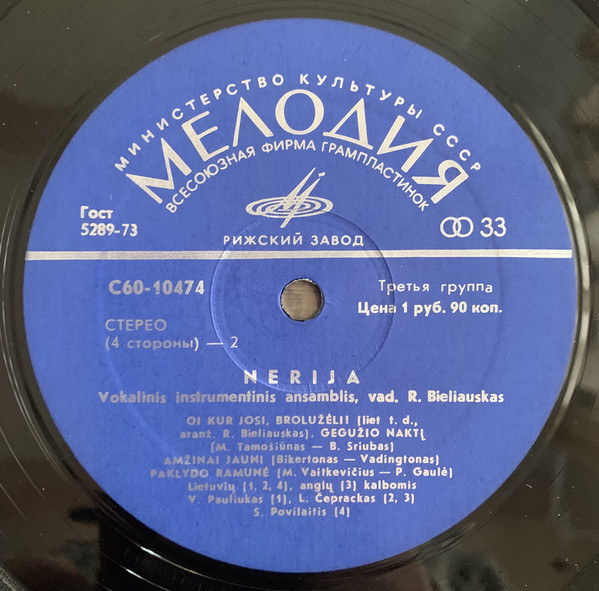 МИНИСТЕРСТВО КУЛЬТУРЫ СССР
МЕЛОДИЯ
ВСЕСОЮЗНАЯ ФИРМА ГРАМПЛАСТИНОК
РИЖСКИЙ ЗАВОД
Гост
5289-73
33
С60-10474
Третья группа
Цена 1 руб. 90 коп.
СТЕРЕО
(4 стороны) — 2
NERIJA
Vokalinis instrumentinis ansamblis, vad. R. Bieliauskas
OI KUR JOSI, BROLUŽĖLI! (liet t. d.,
aranž. R. Bieliauskas). GEGUŽIO NAKTĮ
(M. Tamošiūnas — B. Sriubas)
AMŽINAI JAUNI (Bikertonas — Vadingtonas)
PAKLYDO RAMUNĖ (M. Vaitkevičius — P. Gaulė)
Lietuvių (1, 2, 4), anglų (3) kalbomis
V. Pauliukas (1), L. Čeprackas (2, 3)
S. Povilaitis (4)